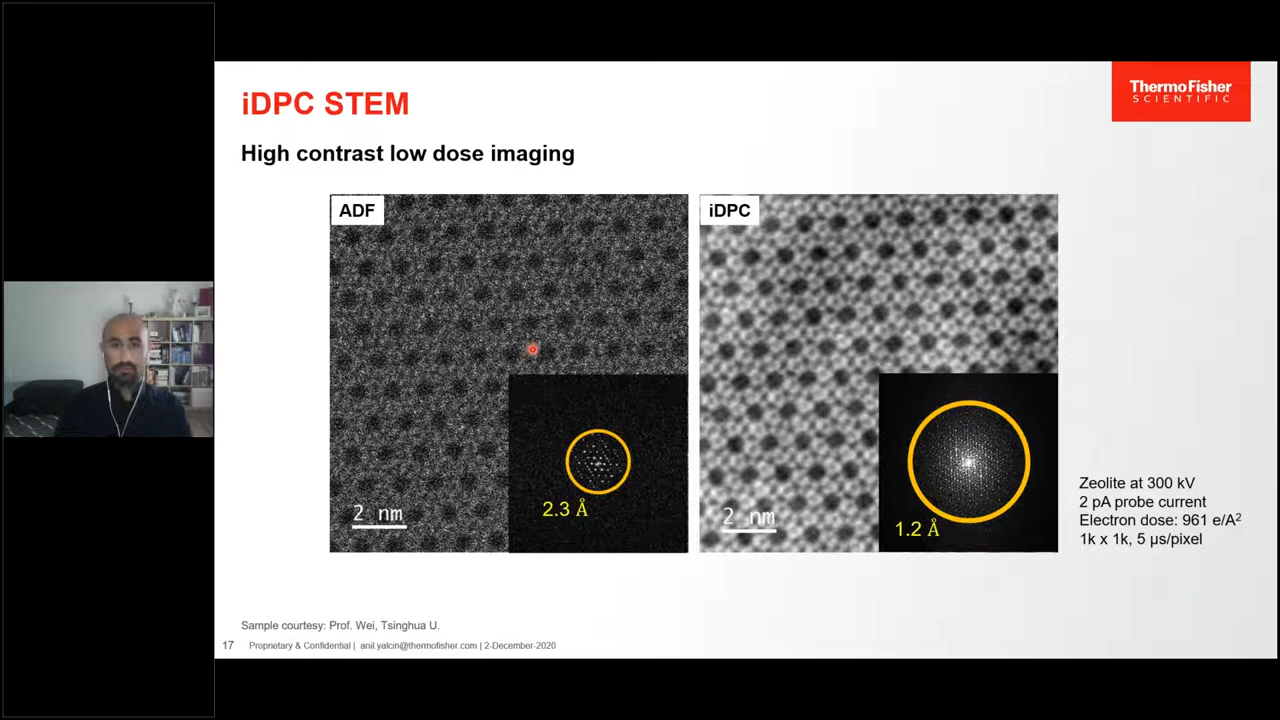 iDPC STEM
ThermoFisher
SCIENTIFIC
High contrast low dose imaging
ADF
iDPC
2.3 Å
2 nm
2 nm
1.2 Å
Zeolite at 300 kV
2 pA probe current
Electron dose: 961 e/A²
1k x 1k, 5 µs/pixel
Sample courtesy: Prof. Wei, Tsinghua U.
17 Proprietary & Confidential | anil.yalcin@thermofisher.com | 2-December-2020